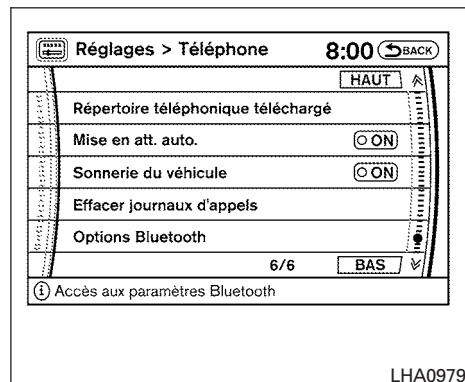 Réglages > Téléphone 8:00 BACK
HAUT
Répertoire téléphonique téléchargé
Mise en att. auto. ON
Sonnerie du véhicule ON
Effacer journaux d'appels
Options Bluetooth
6/6 BAS
i Accès aux paramètres Bluetooth
LHA0979